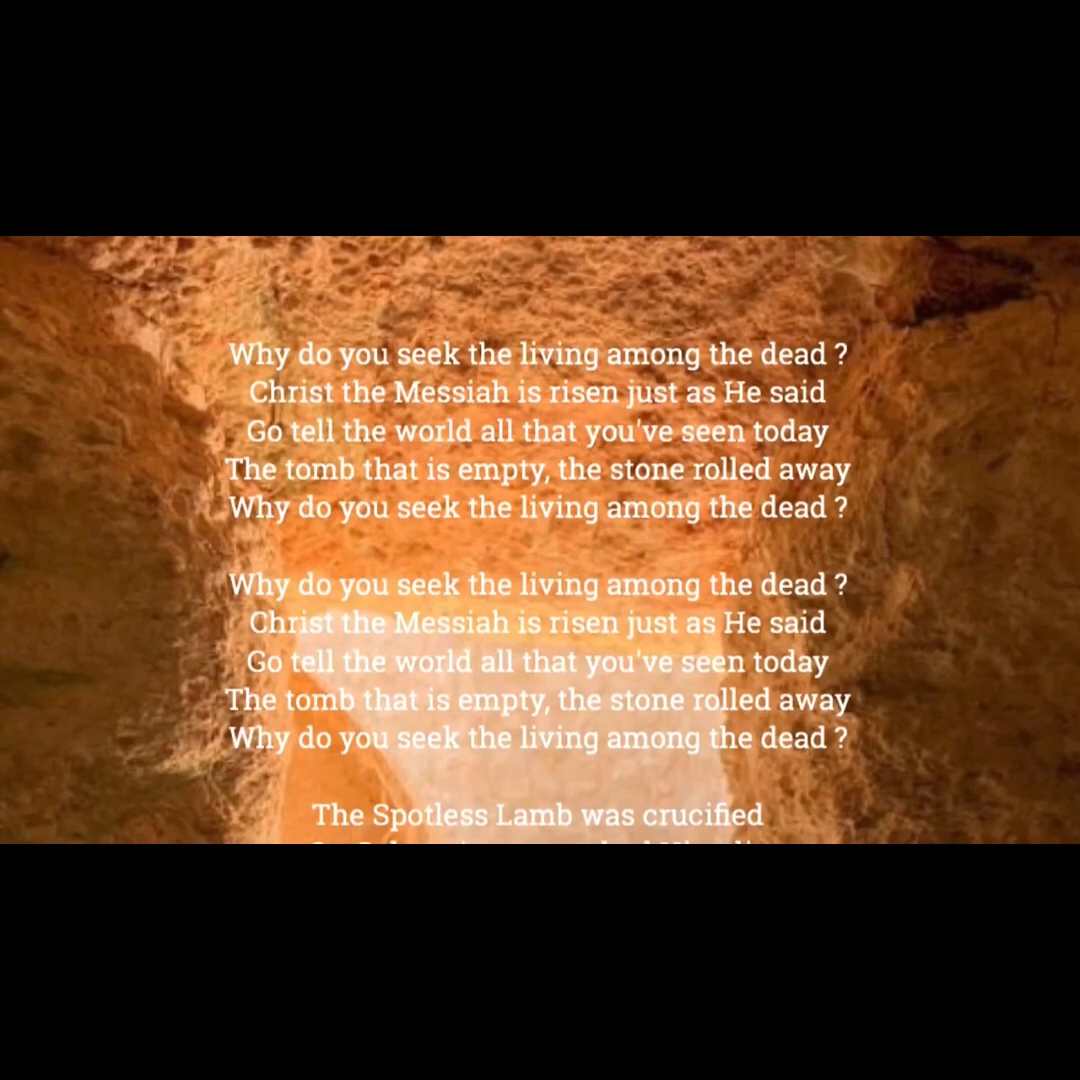 Why do you seek the living among the dead ?
Christ the Messiah is risen just as He said
Go tell the world all that you've seen today
The tomb that is empty, the stone rolled away
Why do you seek the living among the dead ?
Why do you seek the living among the dead ?
Christ the Messiah is risen just as He said
Go tell the world all that you've seen today
The tomb that is empty, the stone rolled away
Why do you seek the living among the dead ?
The Spotless Lamb was crucified